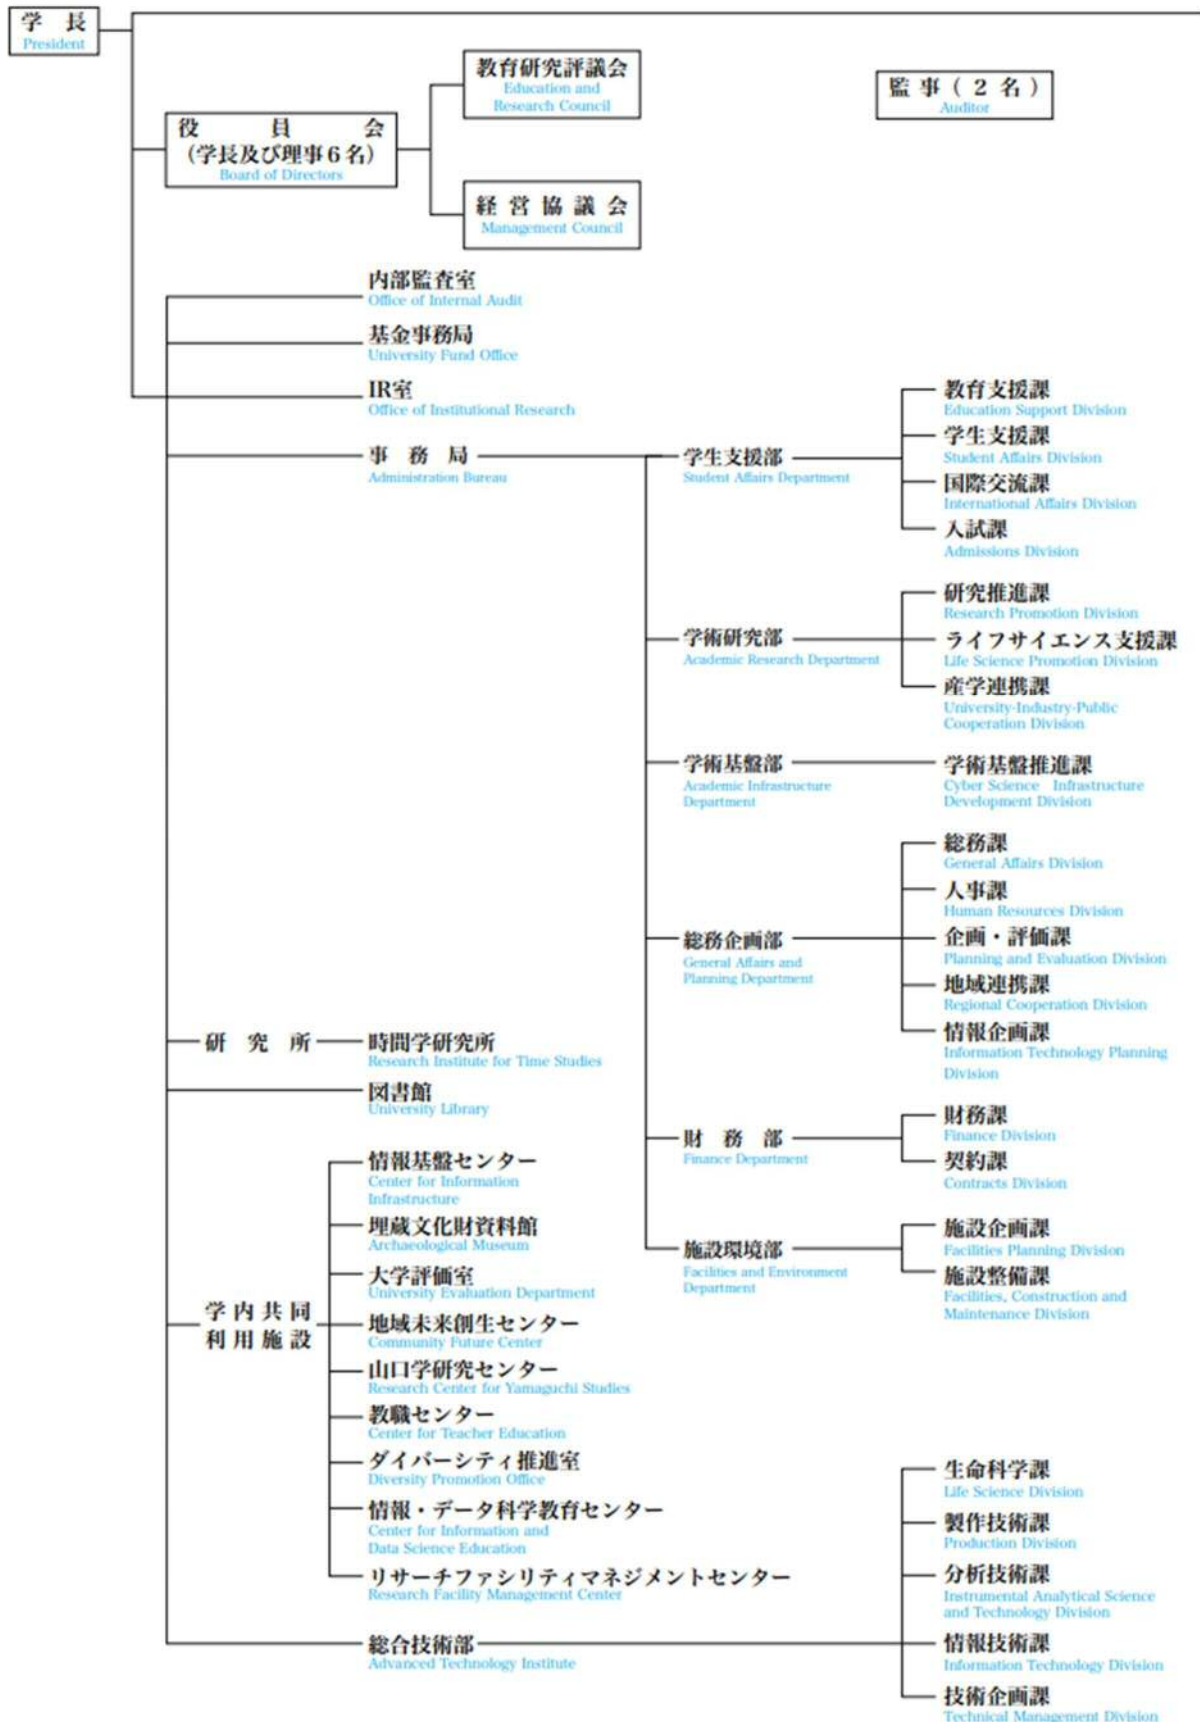 学長
President
教育研究評議会
Education and
Research Council
監事（2名）
Auditor
役員会
（学長及び理事6名）
Board of Directors
経営協議会
Management Council
内部監査室
Office of Internal Audit
基金事務局
University Fund Office
IR室
Office of Institutional Research
事務局
Administration Bureau
学生支援部
Student Affairs Department
教育支援課
Education Support Division
学生支援課
Student Affairs Division
国際交流課
International Affairs Division
入試課
Admissions Division
学術研究部
Academic Research Department
研究推進課
Research Promotion Division
ライフサイエンス支援課
Life Science Promotion Division
産学連携課
University-Industry-Public
Cooperation Division
学術基盤部
Academic Infrastructure
Department
学術基盤推進課
Cyber Science Infrastructure
Development Division
総務企画部
General Affairs and
Planning Department
総務課
General Affairs Division
人事課
Human Resources Division
企画・評価課
Planning and Evaluation Division
地域連携課
Regional Cooperation Division
情報企画課
Information Technology Planning
Division
財務部
Finance Department
財務課
Finance Division
契約課
Contracts Division
施設環境部
Facilities and Environment
Department
施設企画課
Facilities Planning Division
施設整備課
Facilities, Construction and
Maintenance Division
研究所
時間学研究所
Research Institute for Time Studies
図書館
University Library
学内共同
利用施設
情報基盤センター
Center for Information
Infrastructure
埋蔵文化財資料館
Archaeological Museum
大学評価室
University Evaluation Department
地域未来創生センター
Community Future Center
山口学研究センター
Research Center for Yamaguchi Studies
教職センター
Center for Teacher Education
ダイバーシティ推進室
Diversity Promotion Office
情報・データ科学教育センター
Center for Information and
Data Science Education
リサーチファシリティマネジメントセンター
Research Facility Management Center
総合技術部
Advanced Technology Institute
生命科学課
Life Science Division
製作技術課
Production Division
分析技術課
Instrumental Analytical Science
and Technology Division
情報技術課
Information Technology Division
技術企画課
Technical Management Division